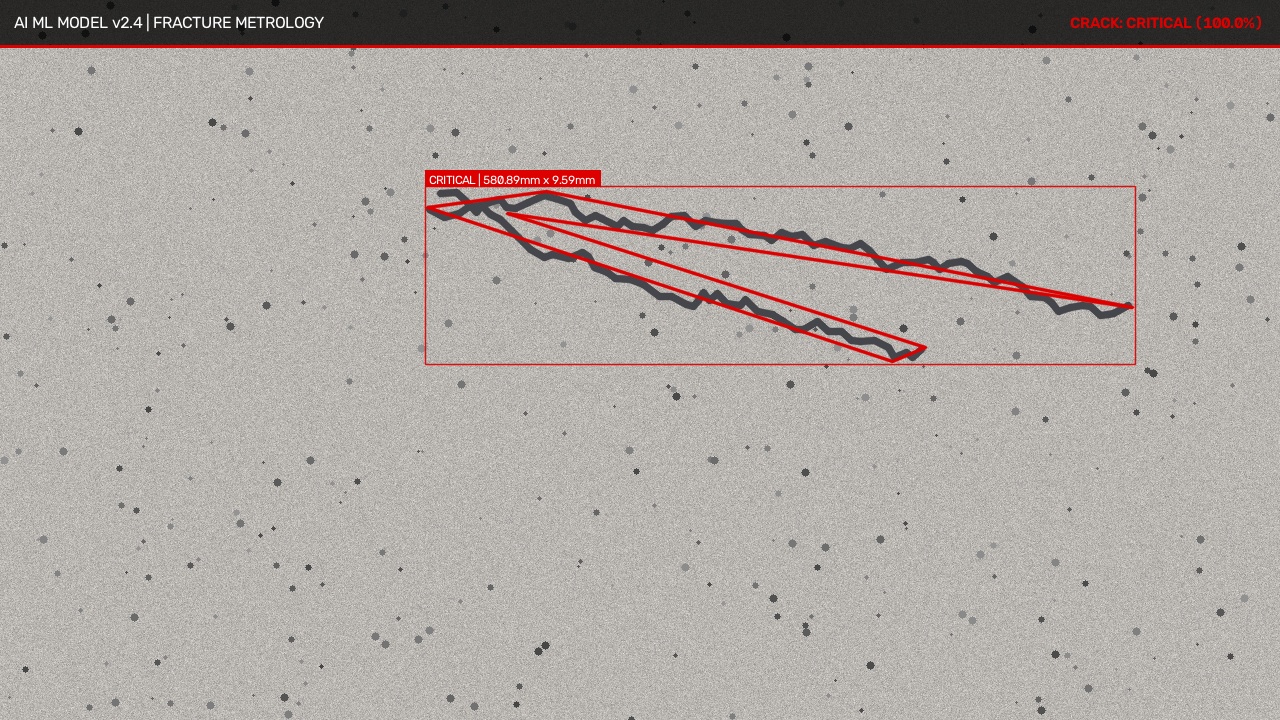 AI ML MODEL v2.4 | FRACTURE METROLOGY
CRACK: CRITICAL (100.0%)
CRITICAL | 580.89mm x 9.59mm